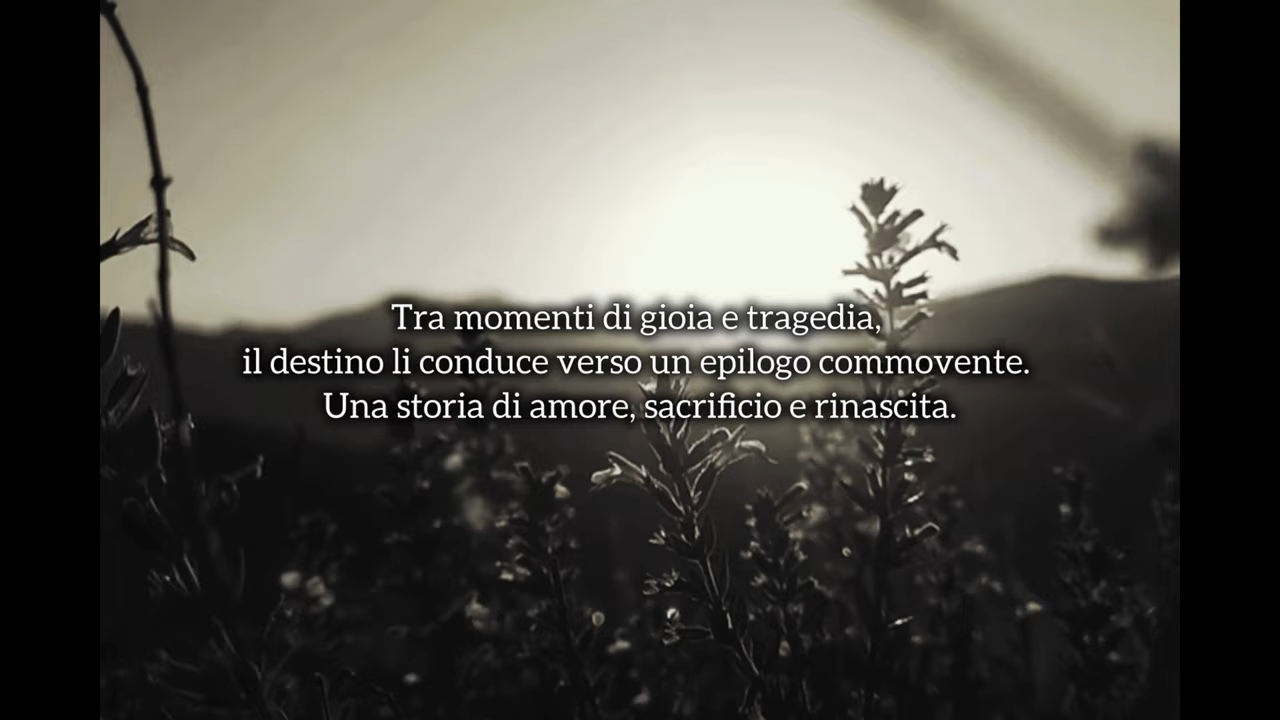 Tra momenti di gioia e tragedia,
il destino li conduce verso un epilogo commovente.
Una storia di amore, sacrificio e rinascita.